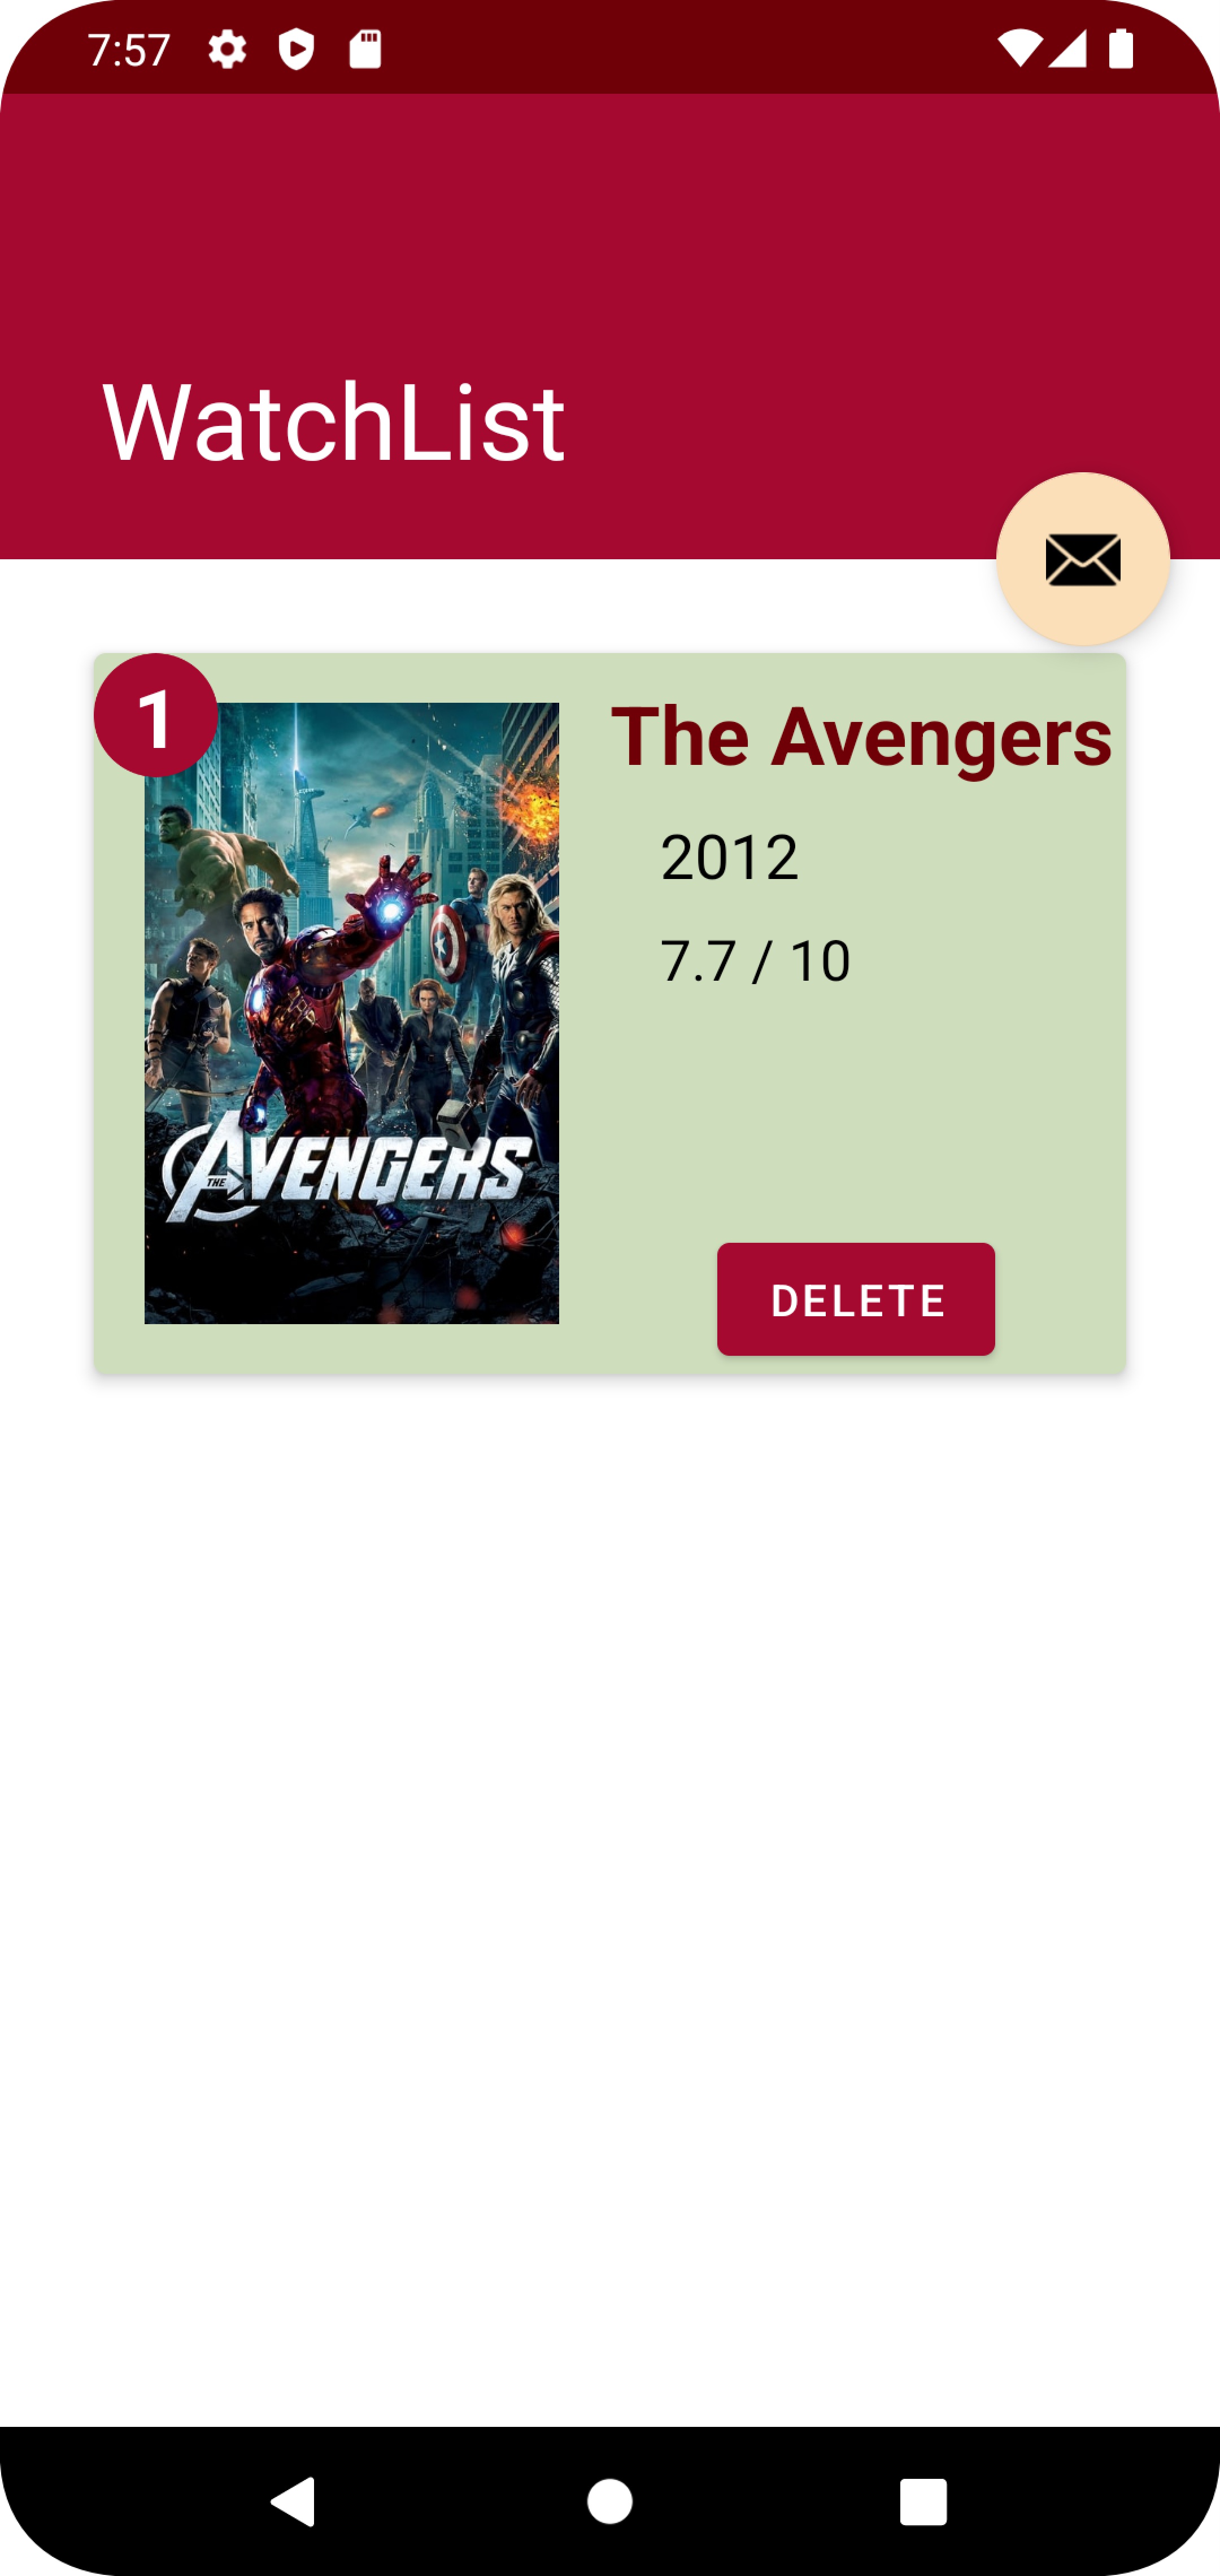 7:57
WatchList
1
The Avengers
2012
7.7 / 10
THE AVENGERS
DELETE